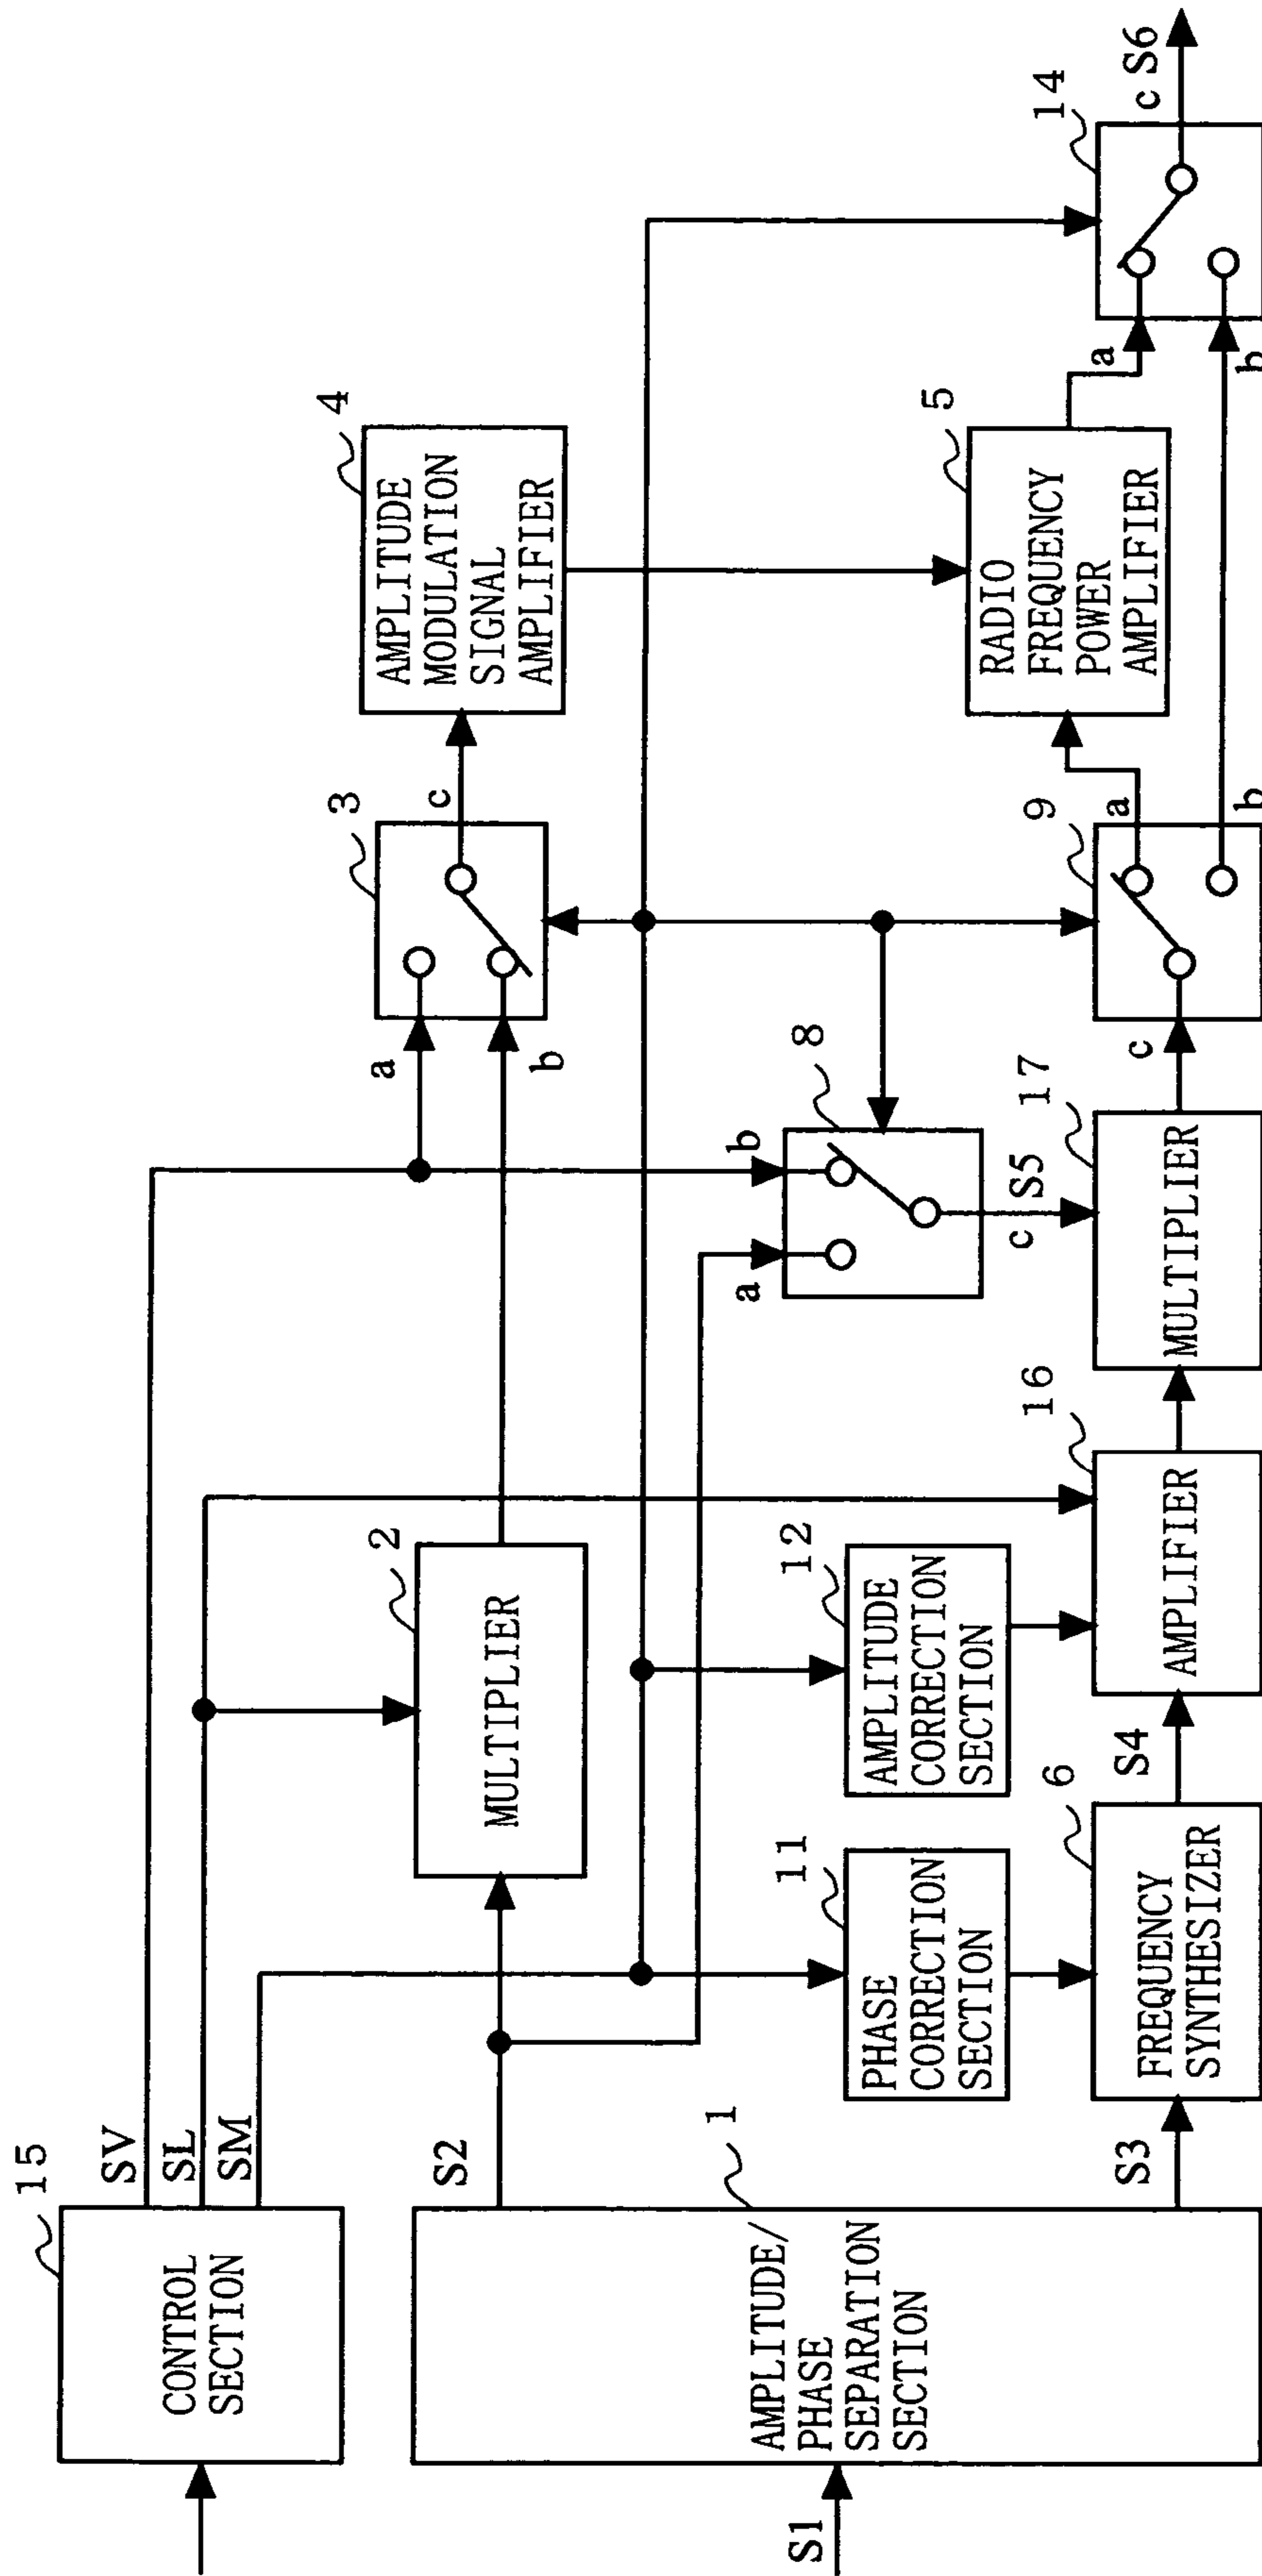 15
CONTROL
SECTION
SV
SL
SM
S1
1
AMPLITUDE/
PHASE
SEPARATION
SECTION
S2
S3
2
MULTIPLIER
11
PHASE
CORRECTION
SECTION
12
AMPLITUDE
CORRECTION
SECTION
6
FREQUENCY
SYNTHESIZER
S4
16
AMPLIFIER
17
MULTIPLIER
8
a
b
c S5
3
a
b
c
4
AMPLITUDE
MODULATION
SIGNAL
AMPLIFIER
9
c
a
b
5
RADIO
FREQUENCY
POWER
AMPLIFIER
14
a
b
c S6